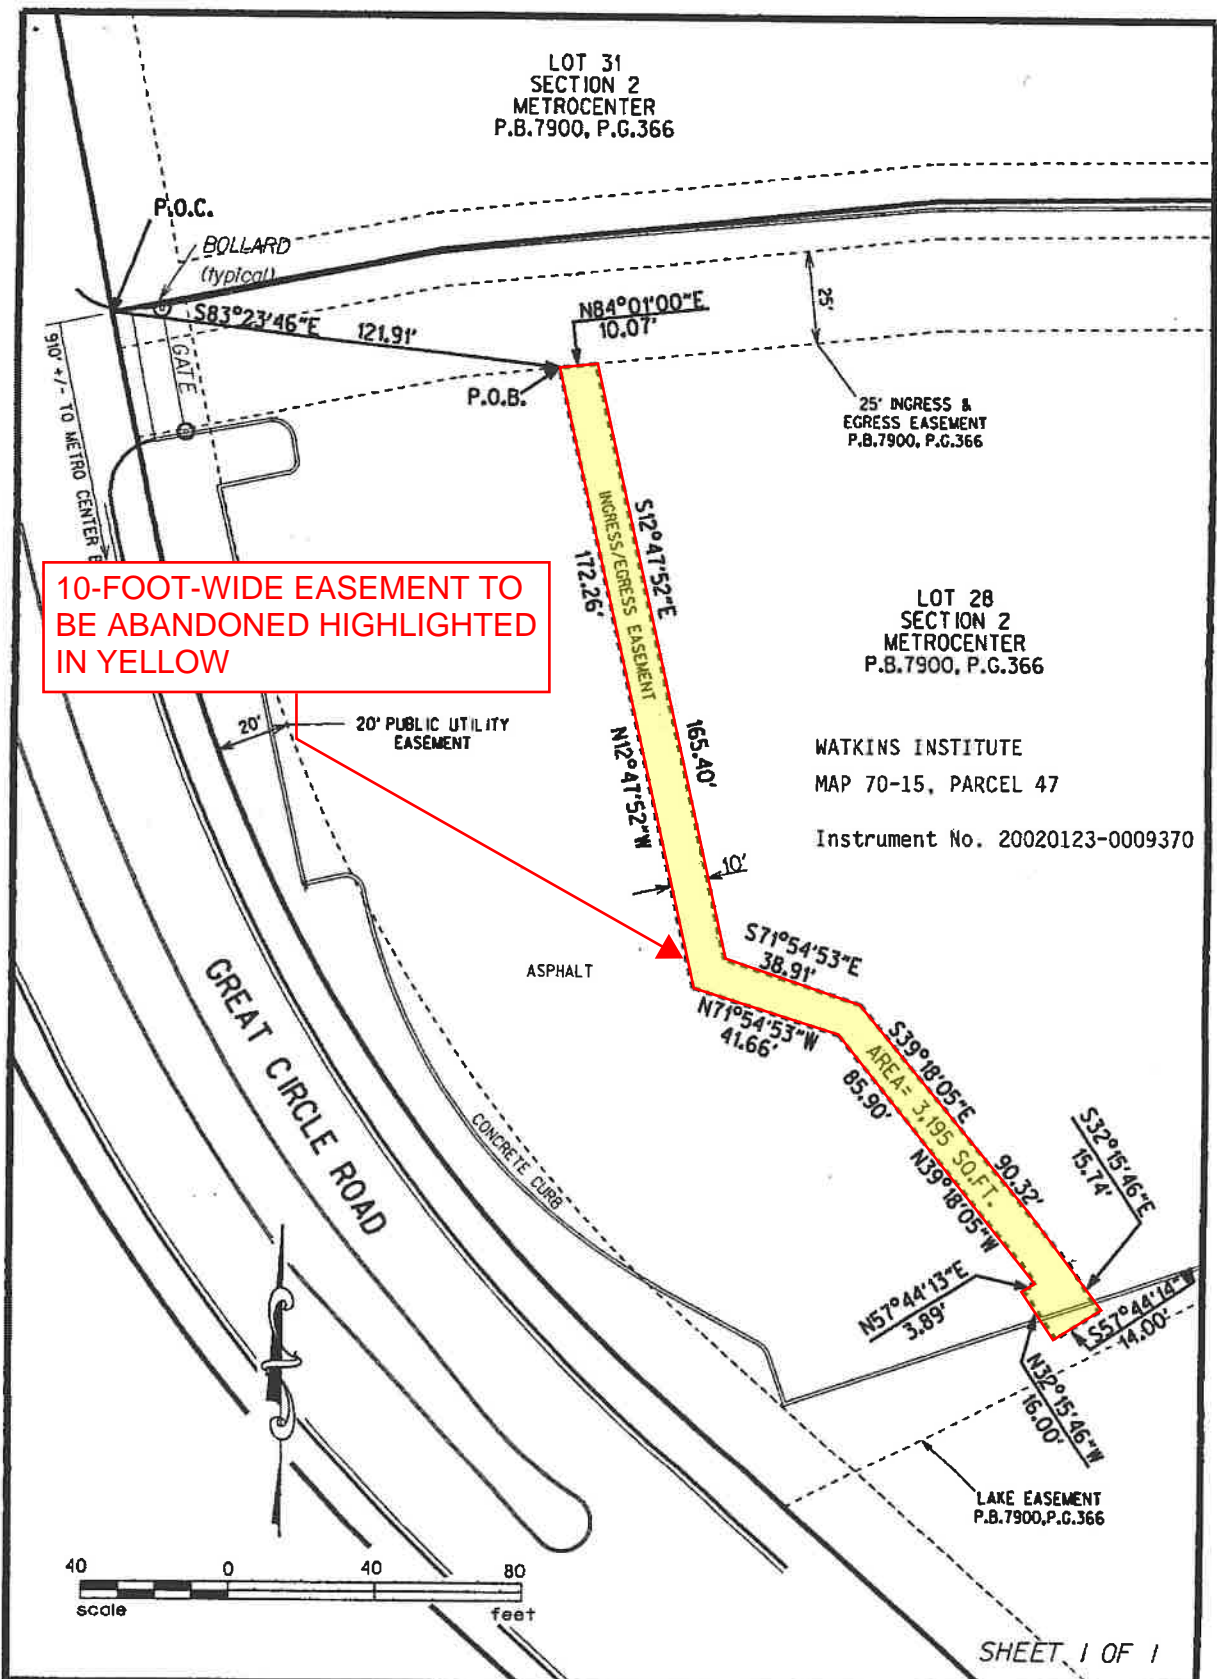 LOT 31
SECTION 2
METROCENTER
P.B.7900, P.G.366
P.O.C.
BOLLARD
(typical)
S83°23'46"E 121.91'
GATE
N84°01'00"E
10.07'
P.O.B.
25'
25' INGRESS &
EGRESS EASEMENT
P.B.7900, P.G.366
910' +/- TO METRO CENTER B
INGRESS/EGRESS EASEMENT
S12°47'52"E
165.40'
172.26'
N12°47'52"W
10-FOOT-WIDE EASEMENT TO
BE ABANDONED HIGHLIGHTED
IN YELLOW
LOT 28
SECTION 2
METROCENTER
P.B.7900, P.G.366
20'
20' PUBLIC UTILITY
EASEMENT
WATKINS INSTITUTE
MAP 70-15, PARCEL 47
Instrument No. 20020123-0009370
10'
ASPHALT
S71°54'53"E
38.91'
N71°54'53"W
41.66'
GREAT CIRCLE ROAD
CONCRETE CURB
S39°18'05"E
90.32'
AREA= 3,195 SQ.FT.
85.90'
N39°18'05"W
S32°15'46"E
15.74'
N57°44'13"E
3.89'
S57°44'14"W
14.00'
N32°15'46"W
16.00'
LAKE EASEMENT
P.B.7900,P.G.366
40 0 40 80
scale feet
SHEET 1 OF 1